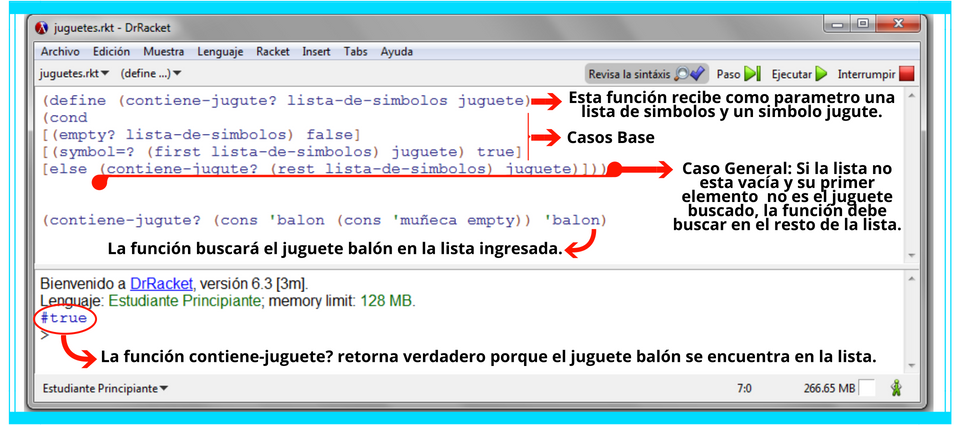 juguetes.rkt - DrRacket
Archivo Edición Muestra Lenguaje Racket Insert Tabs Ayuda
juguetes.rkt (define ...) Revisa la sintáxis Paso Ejecutar Interrumpir
(define (contiene-jugute? lista-de-simbolos juguete)
Esta función recibe como parametro una
lista de simbolos y un simbolo jugute.
(cond
[(empty? lista-de-simbolos) false]
Casos Base
[(symbol=? (first lista-de-simbolos) juguete) true]
[else (contiene-jugute? (rest lista-de-simbolos) juguete)]))
Caso General: Si la lista no
esta vacía y su primer
elemento no es el juguete
buscado, la función debe
buscar en el resto de la lista.
(contiene-jugute? (cons 'balon (cons 'muñeca empty)) 'balon)
La función buscará el juguete balón en la lista ingresada.
Bienvenido a DrRacket, versión 6.3 [3m].
Lenguaje: Estudiante Principiante; memory limit: 128 MB.
#true
>
La función contiene-juguete? retorna verdadero porque el juguete balón se encuentra en la lista.
Estudiante Principiante 7:0 266.65 MB